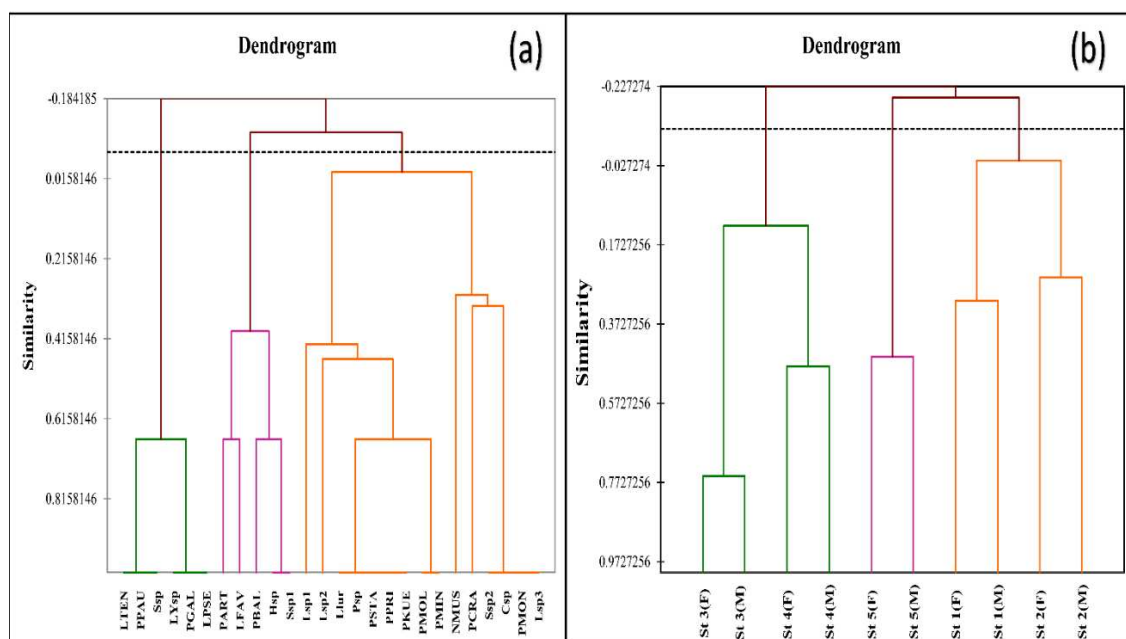 Dendrogram
(a)
-0.184185
0.0158146
0.2158146
0.4158146
0.6158146
0.8158146
Similarity
LTEN
PPAU
Ssp
LYsp
PGAL
LPSE
PART
LFAV
PBAL
Hsp
Ssp1
Lsp1
Lsp2
Llur
Psp
PSTA
PPRI
PKUE
PMOL
PMIN
NMUS
PCRA
Ssp2
Csp
PMON
Lsp3
Dendrogram
(b)
-0.227274
-0.027274
0.1727256
0.3727256
0.5727256
0.7727256
0.9727256
Similarity
St 3(F)
St 3(M)
St 4(F)
St 4(M)
St 5(F)
St 5(M)
St 1(F)
St 1(M)
St 2(F)
St 2(M)